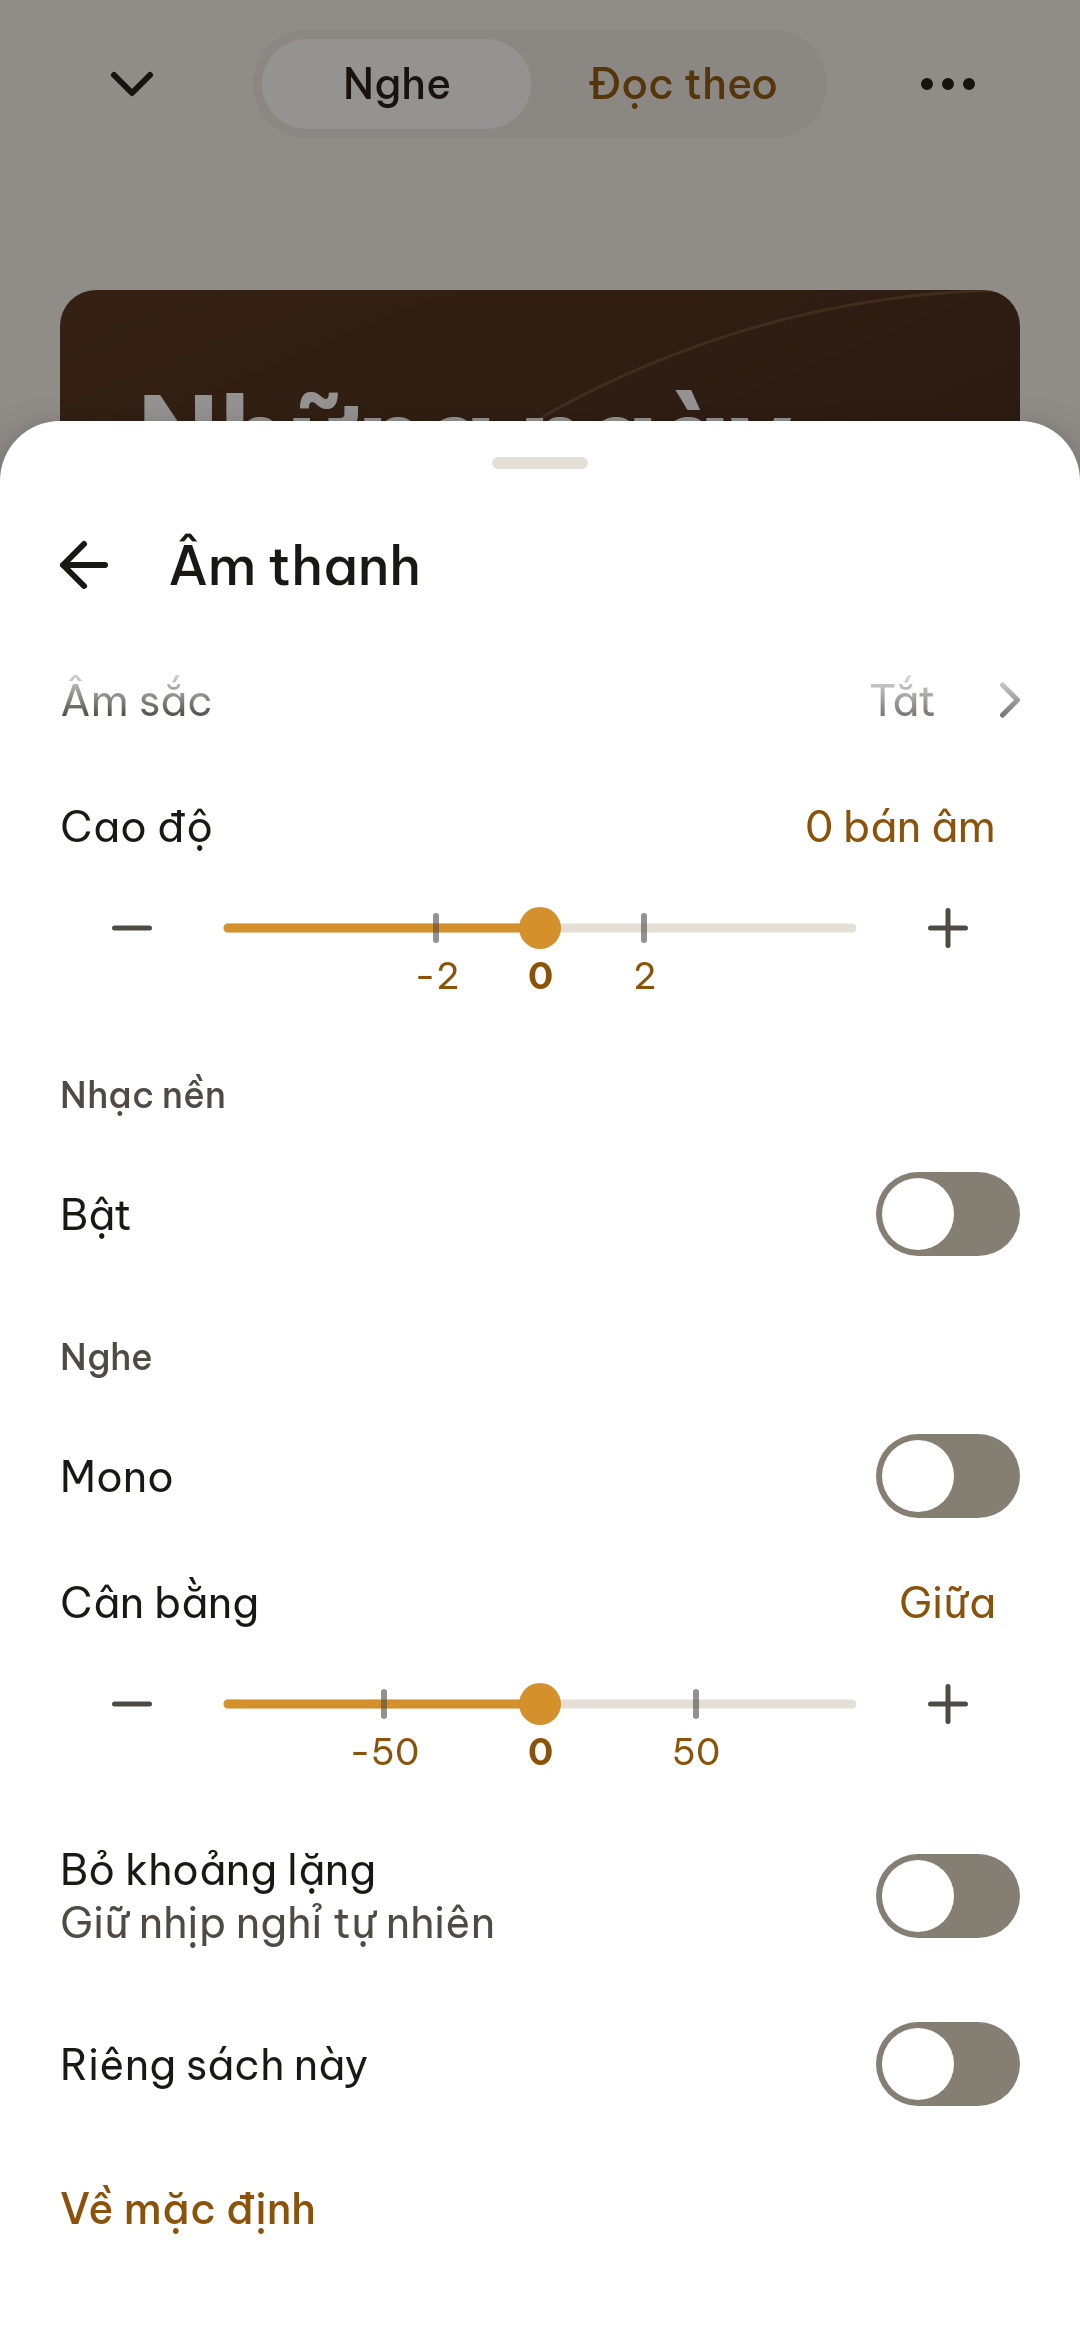 Nghe
Đọc theo
Những ngày
Âm thanh
Âm sắc
Tắt
Cao độ
0 bán âm
-2
0
2
Nhạc nền
Bật
Nghe
Mono
Cân bằng
Giữa
-50
0
50
Bỏ khoảng lặng
Giữ nhịp nghỉ tự nhiên
Riêng sách này
Về mặc định